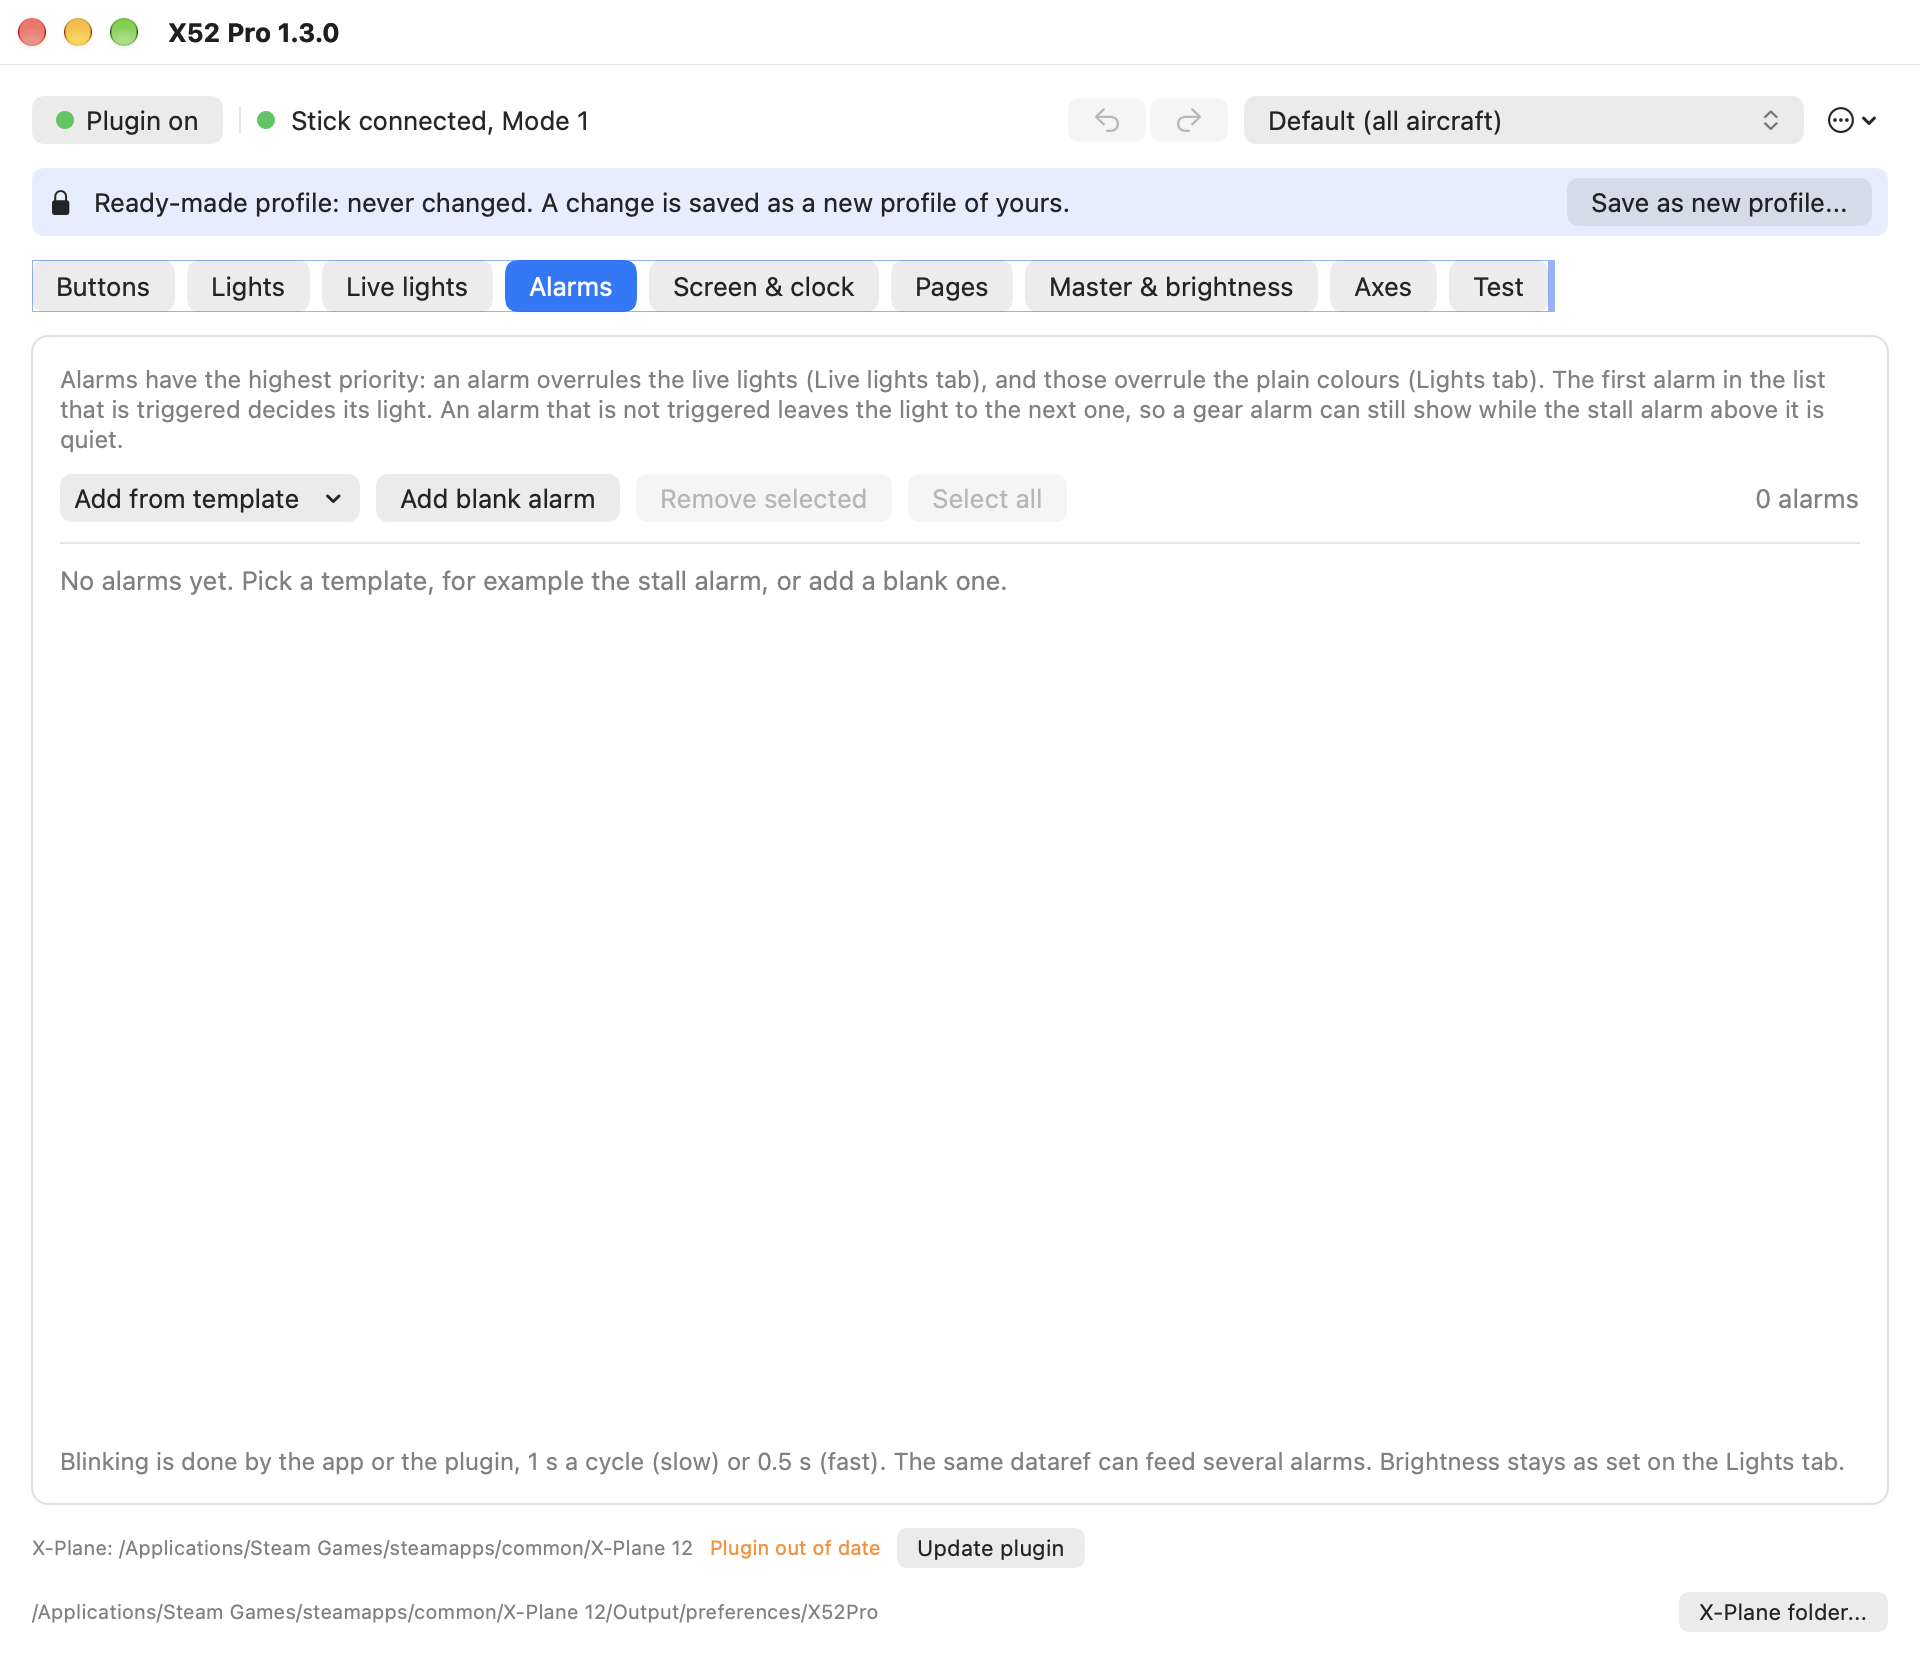 X52 Pro 1.3.0
Plugin on
Stick connected, Mode 1
Default (all aircraft)
Ready-made profile: never changed. A change is saved as a new profile of yours.
Save as new profile...
Buttons
Lights
Live lights
Alarms
Screen & clock
Pages
Master & brightness
Axes
Test
Alarms have the highest priority: an alarm overrules the live lights (Live lights tab), and those overrule the plain colours (Lights tab). The first alarm in the list
that is triggered decides its light. An alarm that is not triggered leaves the light to the next one, so a gear alarm can still show while the stall alarm above it is
quiet.
Add from template
Add blank alarm
Remove selected
Select all
0 alarms
No alarms yet. Pick a template, for example the stall alarm, or add a blank one.
Blinking is done by the app or the plugin, 1 s a cycle (slow) or 0.5 s (fast). The same dataref can feed several alarms. Brightness stays as set on the Lights tab.
X-Plane: /Applications/Steam Games/steamapps/common/X-Plane 12
Plugin out of date
Update plugin
/Applications/Steam Games/steamapps/common/X-Plane 12/Output/preferences/X52Pro
X-Plane folder...